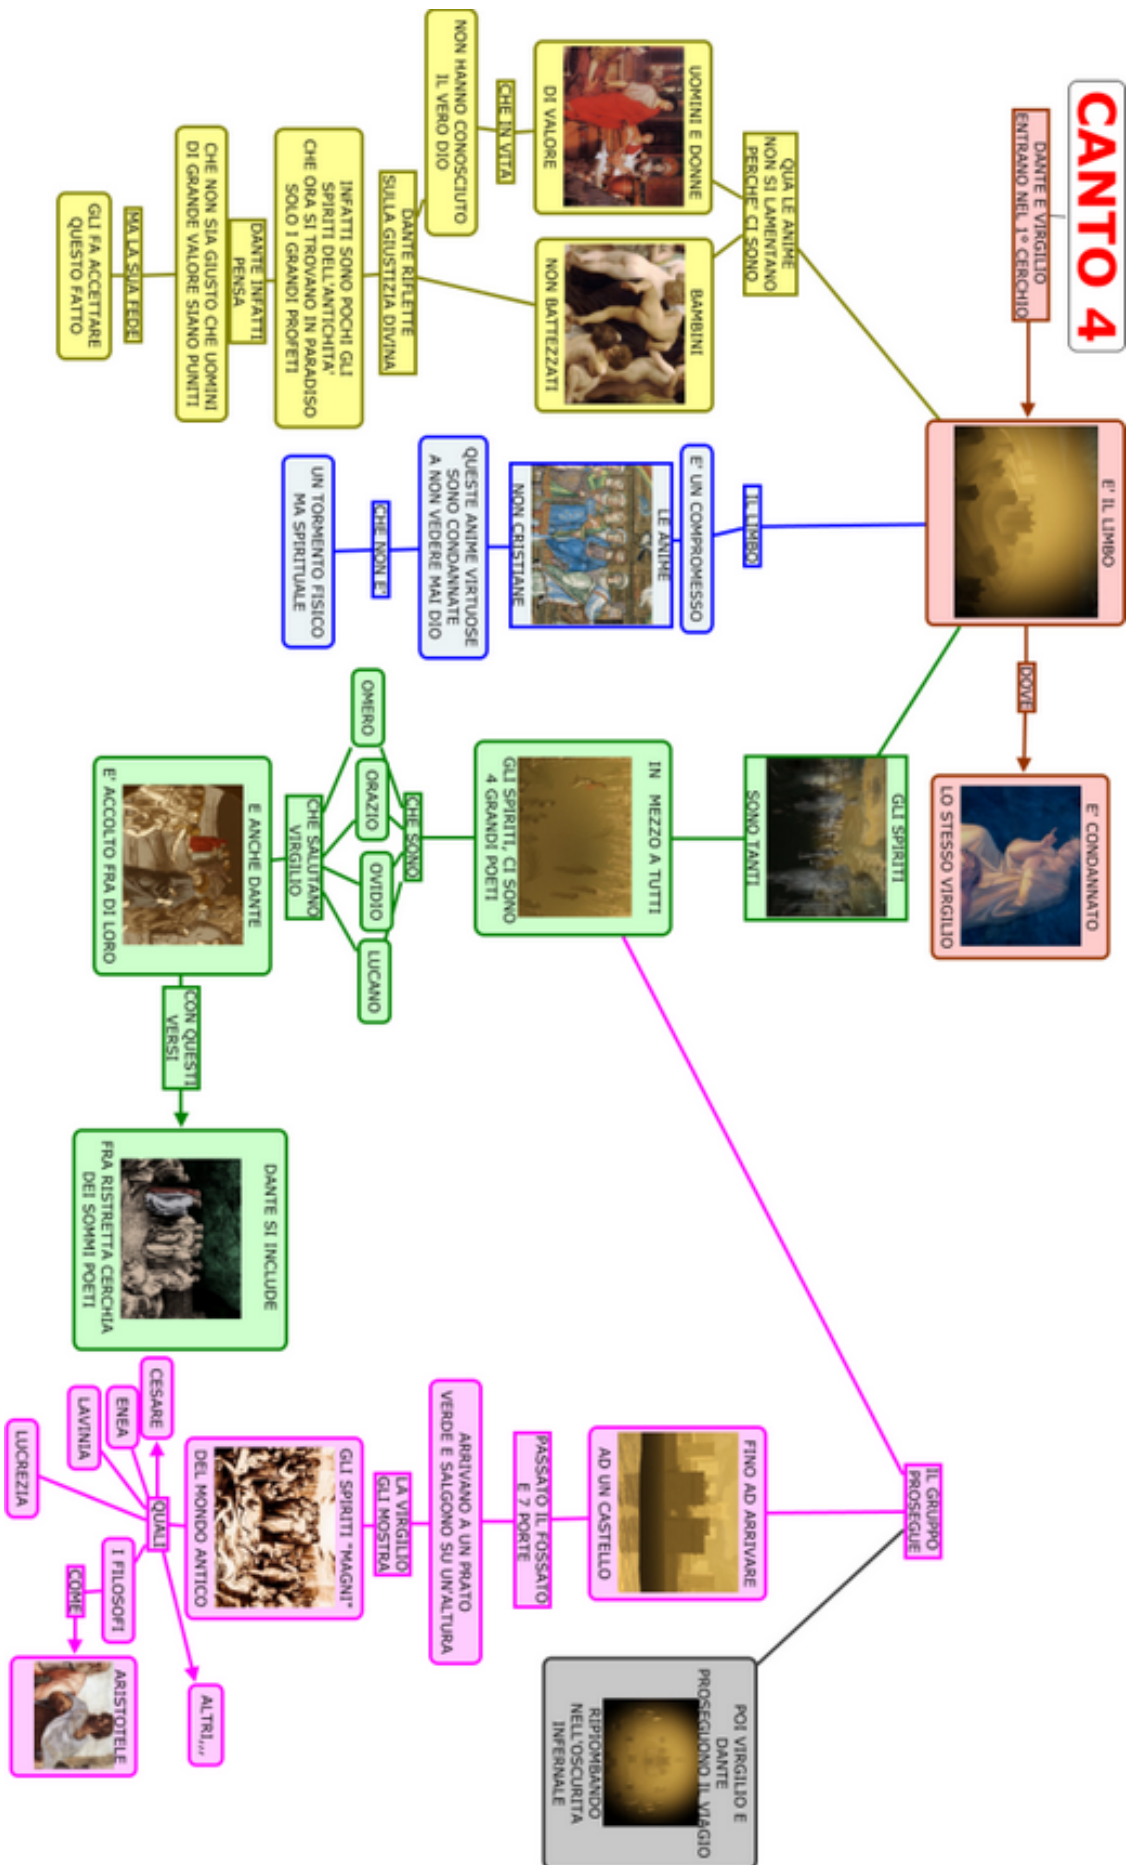 CANTO 4
DANTE E VIRGILIO
ENTRANO NEL 1° CERCHIO
E' IL LIMBO
DOVE
E' CONDANNATO
LO STESSO VIRGILIO
QUA LE ANIME
NON SI LAMENTANO
PERCHE' CI SONO
UOMINI E DONNE
DI VALORE
BAMBINI
NON BATTEZZATI
CHE IN VITA
NON HANNO CONOSCIUTO
IL VERO DIO
DANTE RIFLETTE
SULLA GIUSTIZIA DIVINA
INFATTI SONO POCHI GLI
SPIRITI DELL'ANTICHITA'
CHE ORA SI TROVANO IN PARADISO
SOLO I GRANDI PROFETI
DANTE INFATTI
PENSA
CHE NON SIA GIUSTO CHE UOMINI
DI GRANDE VALORE SIANO PUNITI
MA LA SUA FEDE
GLI FA ACCETTARE
QUESTO FATTO
IL LIMBO
E' UN COMPROMESSO
LE ANIME
NON CRISTIANE
QUESTE ANIME VIRTUOSE
SONO CONDANNATE
A NON VEDERE MAI DIO
CHE NON E'
UN TORMENTO FISICO
MA SPIRITUALE
GLI SPIRITI
SONO TANTI
IN MEZZO A TUTTI
GLI SPIRITI, CI SONO
4 GRANDI POETI
CHE SONO
OMERO
ORAZIO
OVIDIO
LUCANO
CHE SALUTANO
VIRGILIO
E ANCHE DANTE
E' ACCOLTO FRA DI LORO
CON QUESTI
VERSI
DANTE SI INCLUDE
FRA RISTRETTA CERCHIA
DEI SOMMI POETI
IL GRUPPO
PROSEGUE
FINO AD ARRIVARE
AD UN CASTELLO
PASSATO IL FOSSATO
E 7 PORTE
ARRIVANO A UN PRATO
VERDE E SALGONO SU UN'ALTURA
LA VIRGILIO
GLI MOSTRA
GLI SPIRITI "MAGNI"
DEL MONDO ANTICO
QUALI
CESARE
ENEA
LAVINIA
LUCREZIA
I FILOSOFI
COME
ARISTOTELE
ALTRI,,,
POI VIRGILIO E
DANTE
PROSEGUONO IL VIAGIO
RIPIOMBANDO
NELL'OSCURITA
INFERNALE